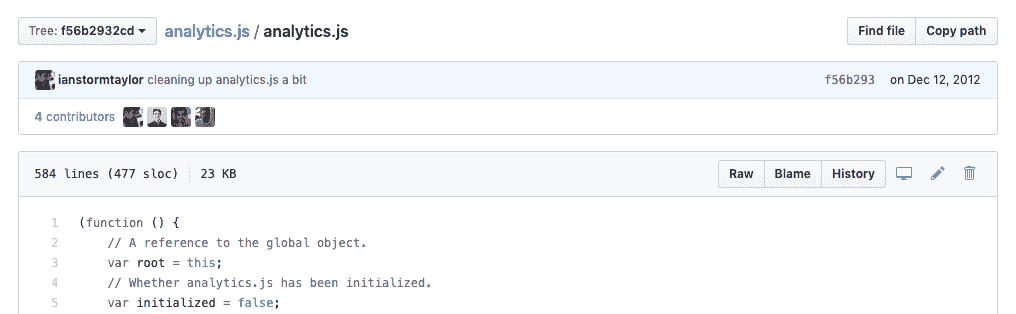 Tree: f56b2932cd analytics.js / analytics.js Find file Copy path
ianstormtaylor cleaning up analytics.js a bit f56b293 on Dec 12, 2012
4 contributors
584 lines (477 sloc) 23 KB Raw Blame History
1 (function () {
2 // A reference to the global object.
3 var root = this;
4 // Whether analytics.js has been initialized.
5 var initialized = false;